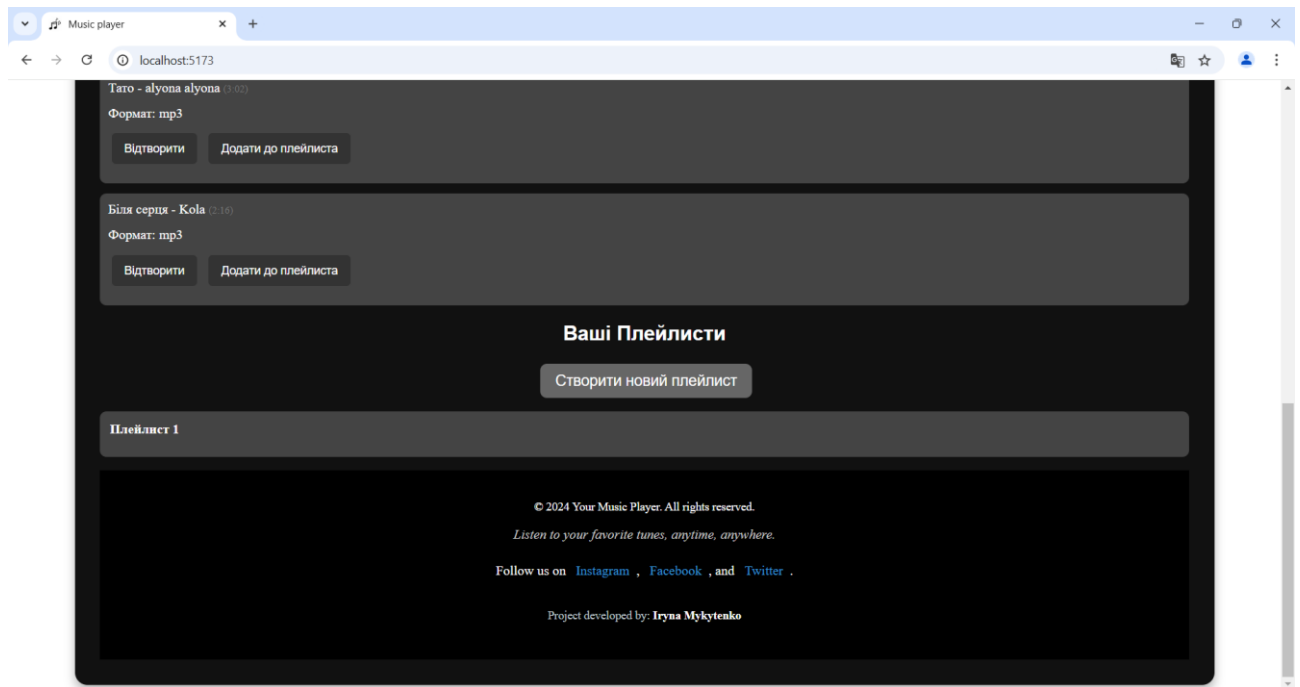 Music player
localhost:5173
Тато - alyona alyona (3:02)
Формат: mp3
Відтворити Додати до плейлиста
Біля серця - Kola (2:16)
Формат: mp3
Відтворити Додати до плейлиста
Ваші Плейлисти
Створити новий плейлист
Плейлист 1
© 2024 Your Music Player. All rights reserved.
Listen to your favorite tunes, anytime, anywhere.
Follow us on Instagram , Facebook , and Twitter .
Project developed by: Iryna Mykytenko